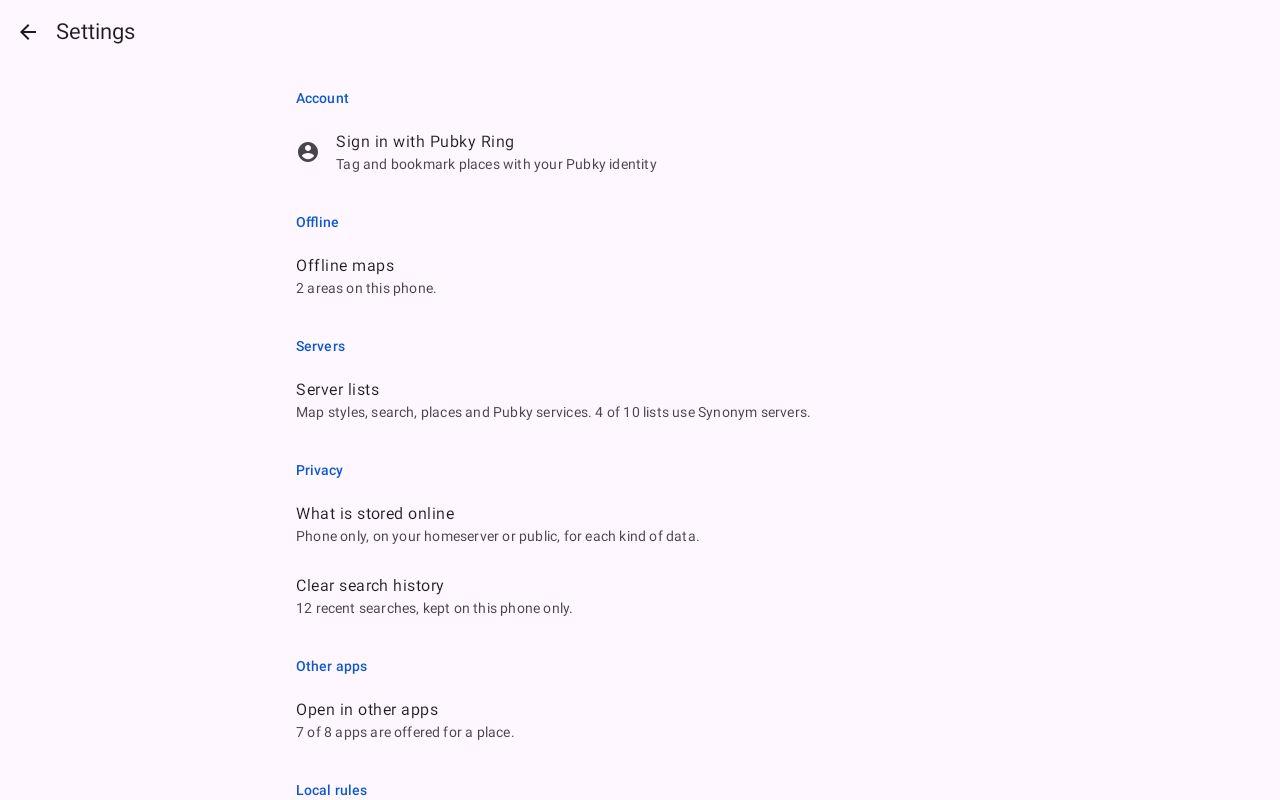 Settings
Account
Sign in with Pubky Ring
Tag and bookmark places with your Pubky identity
Offline
Offline maps
2 areas on this phone.
Servers
Server lists
Map styles, search, places and Pubky services. 4 of 10 lists use Synonym servers.
Privacy
What is stored online
Phone only, on your homeserver or public, for each kind of data.
Clear search history
12 recent searches, kept on this phone only.
Other apps
Open in other apps
7 of 8 apps are offered for a place.
Local rules